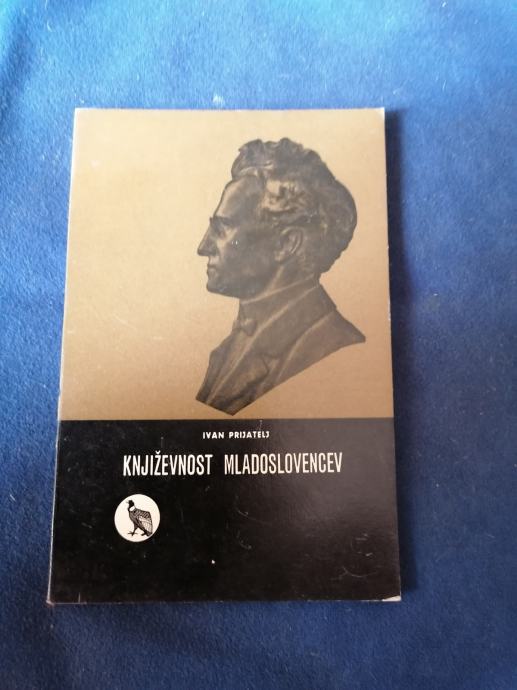 IVAN PRIJATELJ
KNJIŽEVNOST MLADOSLOVENCEV